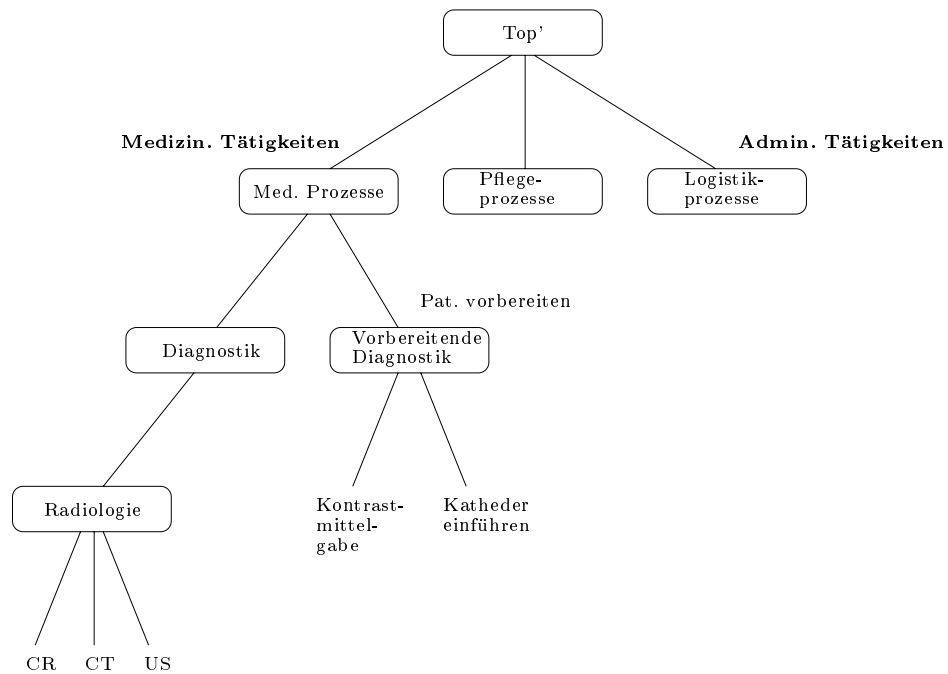 Top'
Medizin. Tätigkeiten
Admin. Tätigkeiten
Med. Prozesse
Pflege-
prozesse
Logistik-
prozesse
Pat. vorbereiten
Diagnostik
Vorbereitende
Diagnostik
Radiologie
Kontrast-
mittel-
gabe
Katheder
einführen
CR
CT
US